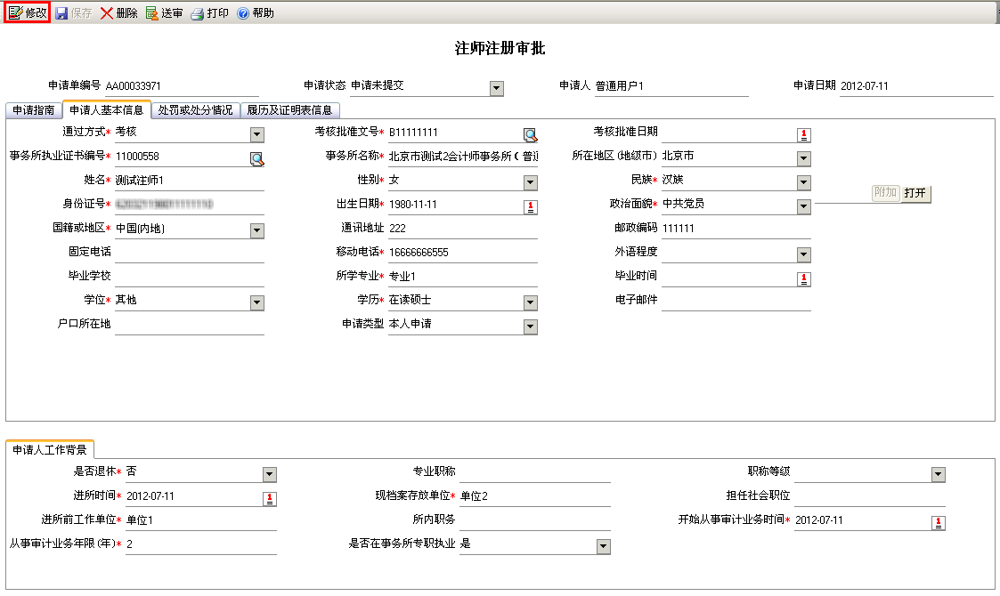 修改 保存 删除 送审 打印 帮助
注师注册审批
申请单编号 AA00033971 申请状态 申请未提交 申请人 普通用户1 申请日期 2012-07-11
申请指南 申请人基本信息 处罚或处分情况 履历及证明表信息
通过方式* 考核 考核批准文号* B11111111 考核批准日期
事务所执业证书编号* 11000558 事务所名称* 北京市测试2会计师事务所(普通 所在地区(地级市) 北京市
姓名* 测试注师1 性别* 女 民族* 汉族
附加 打开
身份证号* 出生日期* 1980-11-11 政治面貌* 中共党员
国籍或地区* 中国(内地) 通讯地址 222 邮政编码 111111
固定电话 移动电话* 16666666555 外语程度
毕业学校 所学专业* 专业1 毕业时间
学位* 其他 学历* 在读硕士 电子邮件
户口所在地 申请类型 本人申请
申请人工作背景
是否退休* 否 专业职称 职称等级
进所时间* 2012-07-11 现档案存放单位* 单位2 担任社会职位
进所前工作单位* 单位1 所内职务 开始从事审计业务时间* 2012-07-11
从事审计业务年限(年)* 2 是否在事务所专职执业 是